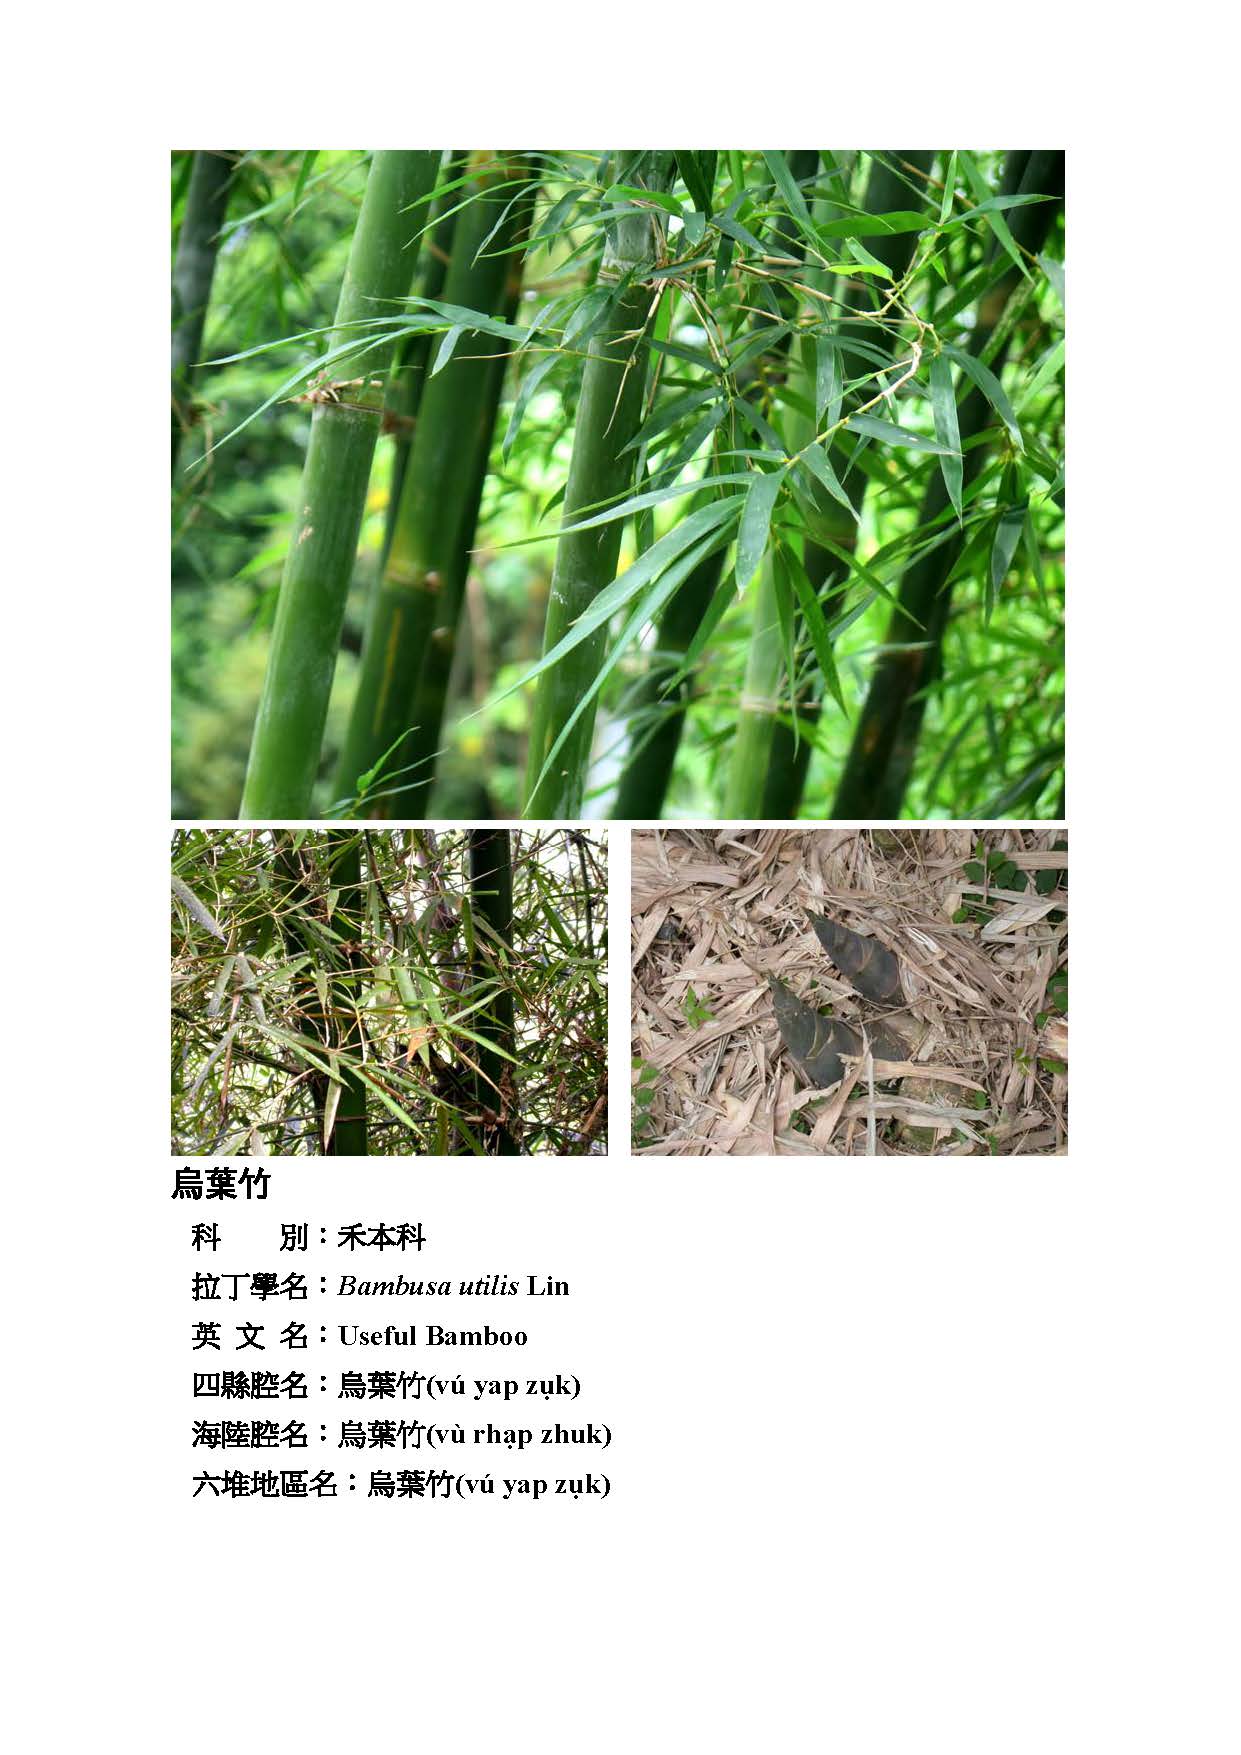 烏葉竹
科　　別：禾本科
拉丁學名：Bambusa utilis Lin
英 文 名：Useful Bamboo
四縣腔名：烏葉竹(vú yap zụk)
海陸腔名：烏葉竹(vù rhạp zhuk)
六堆地區名：烏葉竹(vú yap zụk)